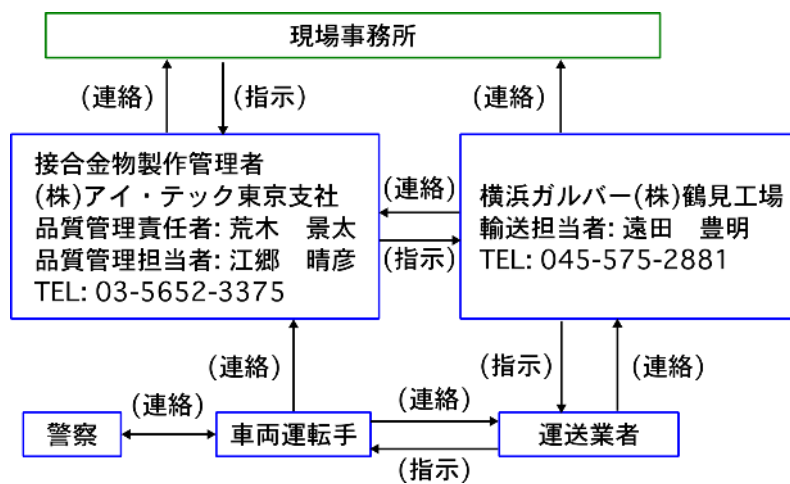 現場事務所
(連絡)
(指示)
(連絡)
接合金物製作管理者
(株)アイ・テック東京支社
品質管理責任者: 荒木　景太
品質管理担当者: 江郷　晴彦
TEL: 03-5652-3375
(連絡)
(指示)
横浜ガルバー(株)鶴見工場
輸送担当者: 遠田　豊明
TEL: 045-575-2881
(連絡)
(指示)
(連絡)
警察
(連絡)
車両運転手
(連絡)
(指示)
運送業者